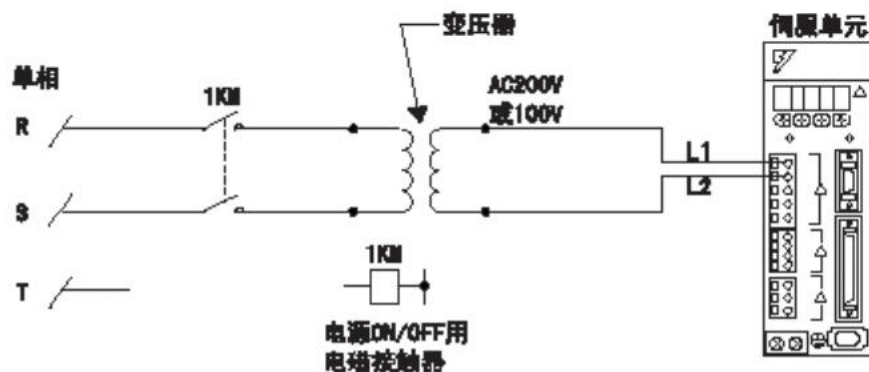 变压器
伺服单元
单相
1KM
AC200V
或100V
R
L1
L2
S
1KM
T
电源ON/OFF用
电磁接触器